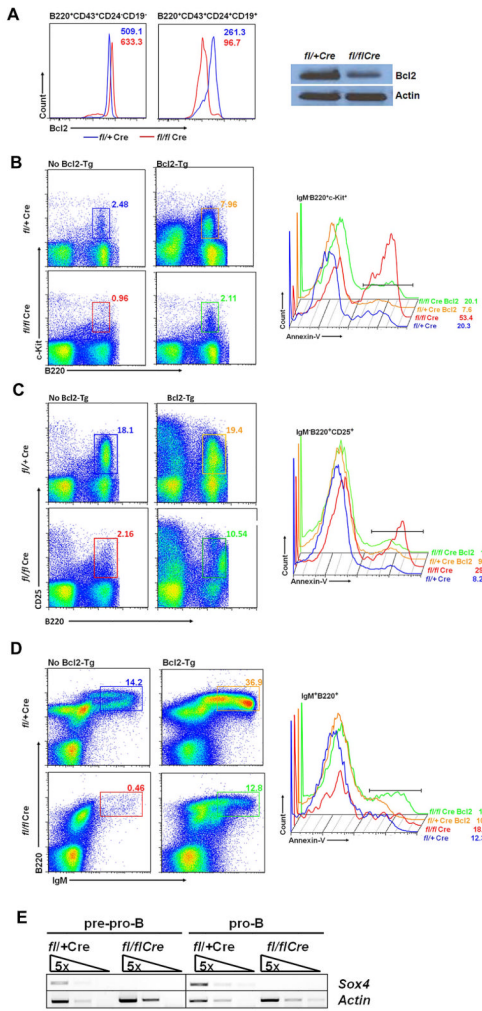 A
B220⁺CD43⁺CD24⁻CD19⁻
B220⁺CD43⁺CD24⁺CD19⁺
509.1
633.3
261.3
96.7
Count
Bcl2
fl/+ Cre
fl/fl Cre
fl/+Cre
fl/flCre
Bcl2
Actin
B
No Bcl2-Tg
Bcl2-Tg
fl/+ Cre
2.48
7.96
fl/fl Cre
0.96
2.11
c-Kit
B220
IgM⁻B220⁺c-Kit⁺
Count
Annexin-V
fl/fl Cre Bcl2 20.1
fl/+ Cre Bcl2 7.6
fl/fl Cre 53.4
fl/+ Cre 20.3
C
No Bcl2-Tg
Bcl2-Tg
fl/+ Cre
18.1
19.4
fl/fl Cre
2.16
10.54
CD25
B220
IgM⁻B220⁺CD25⁺
Count
Annexin-V
fl/fl Cre Bcl2
fl/+ Cre Bcl2 9
fl/fl Cre 28
fl/+ Cre 8.2
D
No Bcl2-Tg
Bcl2-Tg
fl/+ Cre
14.2
36.9
fl/fl Cre
0.46
12.8
B220
IgM
IgM⁺B220⁺
Count
Annexin-V
fl/fl Cre Bcl2 1
fl/+ Cre Bcl2
fl/fl Cre 18.
fl/+ Cre 12.
E
pre-pro-B
pro-B
fl/+Cre
fl/flCre
fl/+Cre
fl/flCre
5x
5x
5x
5x
Sox4
Actin